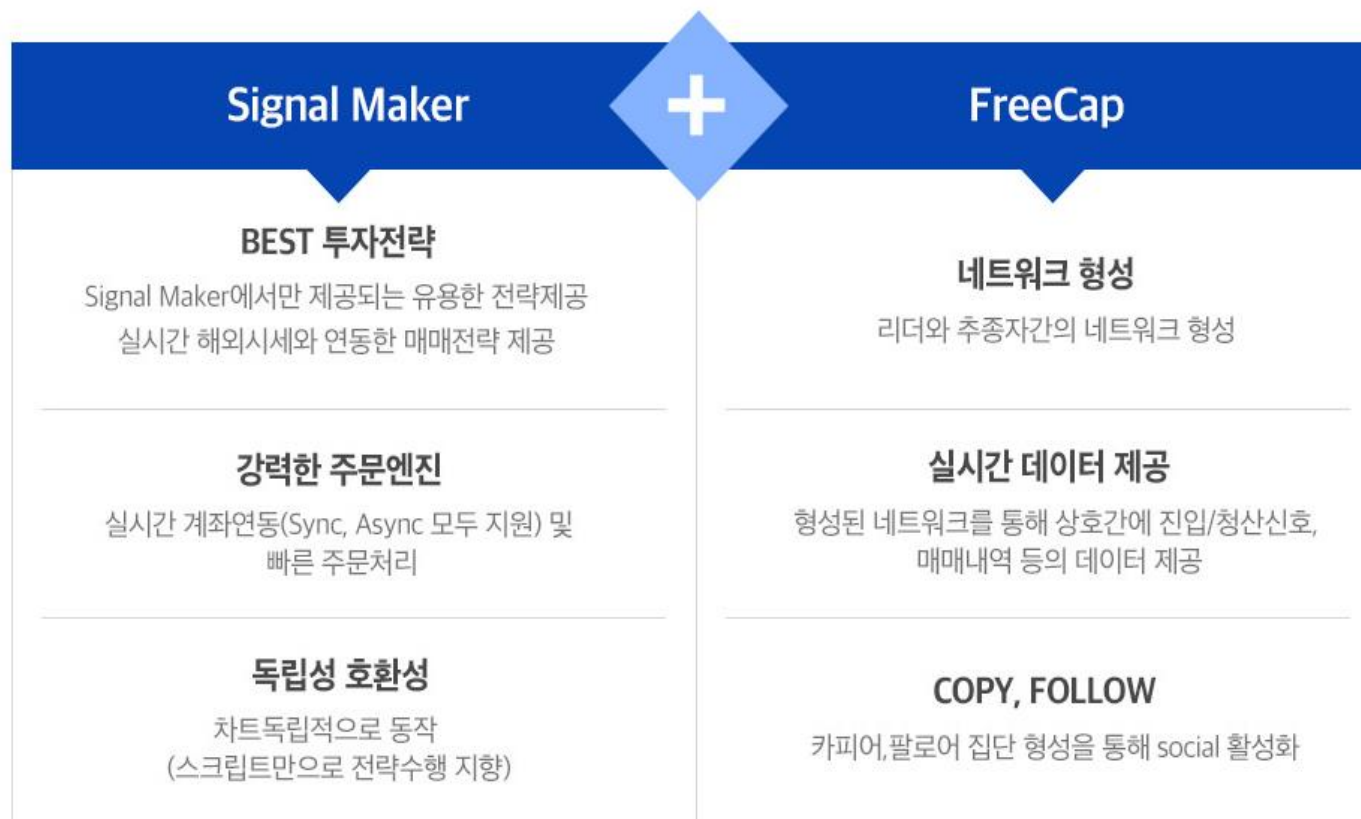 Signal Maker
+
FreeCap
BEST 투자전략
Signal Maker에서만 제공되는 유용한 전략제공
실시간 해외시세와 연동한 매매전략 제공
강력한 주문엔진
실시간 계좌연동(Sync, Async 모두 지원) 및
빠른 주문처리
독립성 호환성
차트독립적으로 동작
(스크립트만으로 전략수행 지향)
네트워크 형성
리더와 추종자간의 네트워크 형성
실시간 데이터 제공
형성된 네트워크를 통해 상호간에 진입/청산신호,
매매내역 등의 데이터 제공
COPY, FOLLOW
카피어,팔로어 집단 형성을 통해 social 활성화